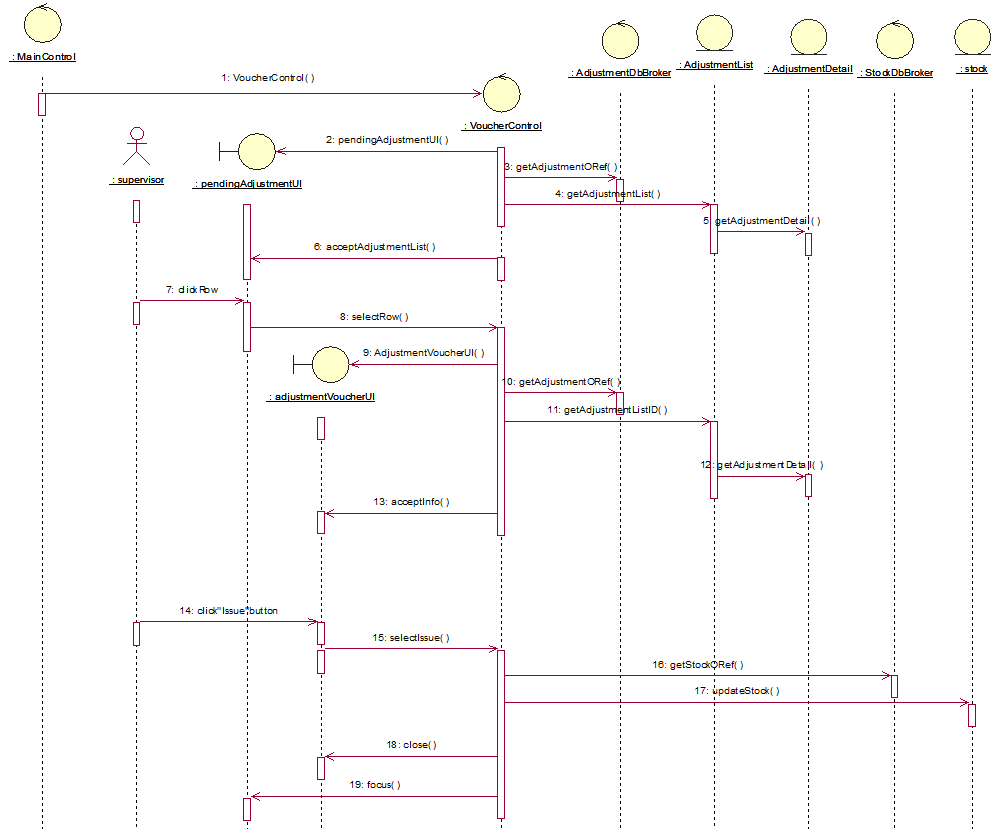 : MainControl
: AdjustmentDbBroker
: AdjustmentList
: AdjustmentDetail
: StockDbBroker
: stock
1: VoucherControl( )
: VoucherControl
2: pendingAdjustmentUI( )
: supervisor
: pendingAdjustmentUI
3: getAdjustmentORef( )
4: getAdjustmentList( )
5: getAdjustmentDetail( )
6: acceptAdjustmentList( )
7: clickRow
8: selectRow( )
9: AdjustmentVoucherUI( )
: adjustmentVoucherUI
10: getAdjustmentORef( )
11: getAdjustmentListID( )
12: getAdjustmentDetail( )
13: acceptInfo( )
14: click"Issue"button
15: selectIssue( )
16: getStockORef( )
17: updateStock( )
18: close( )
19: focus( )